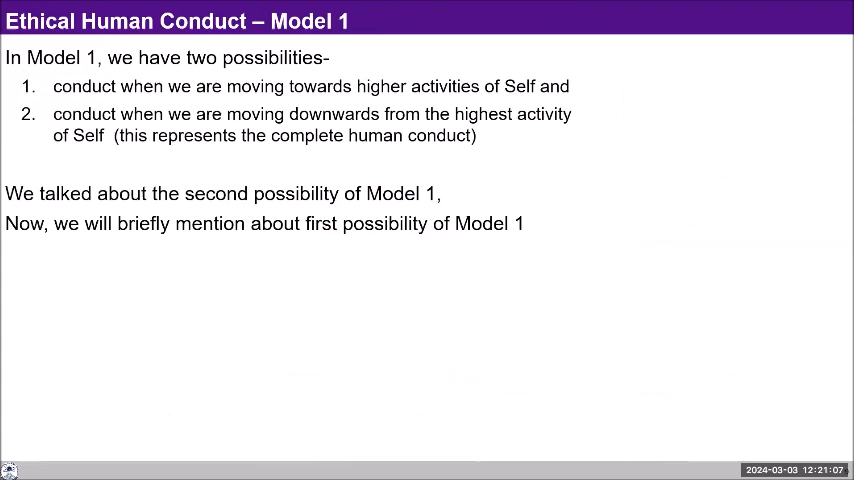 Ethical Human Conduct – Model 1
In Model 1, we have two possibilities-
1. conduct when we are moving towards higher activities of Self and
2. conduct when we are moving downwards from the highest activity
of Self (this represents the complete human conduct)
We talked about the second possibility of Model 1,
Now, we will briefly mention about first possibility of Model 1
2024-03-03 12:21:07